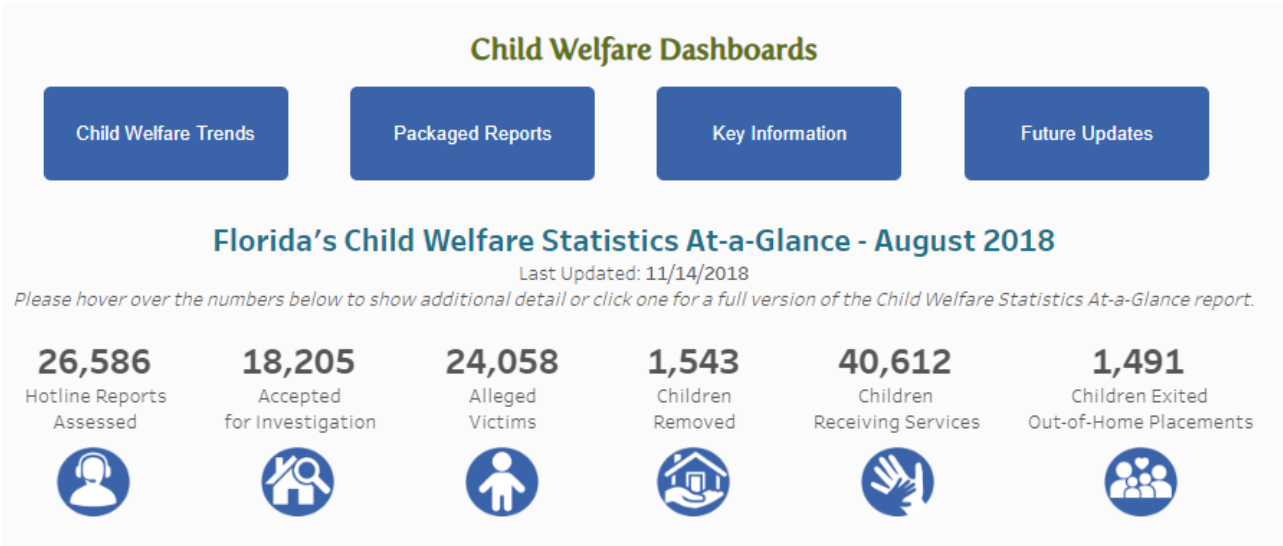 Child Welfare Dashboards
Child Welfare Trends
Packaged Reports
Key Information
Future Updates
Florida's Child Welfare Statistics At-a-Glance - August 2018
Last Updated: 11/14/2018
Please hover over the numbers below to show additional detail or click one for a full version of the Child Welfare Statistics At-a-Glance report.
26,586
Hotline Reports
Assessed
18,205
Accepted
for Investigation
24,058
Alleged
Victims
1,543
Children
Removed
40,612
Children
Receiving Services
1,491
Children Exited
Out-of-Home Placements